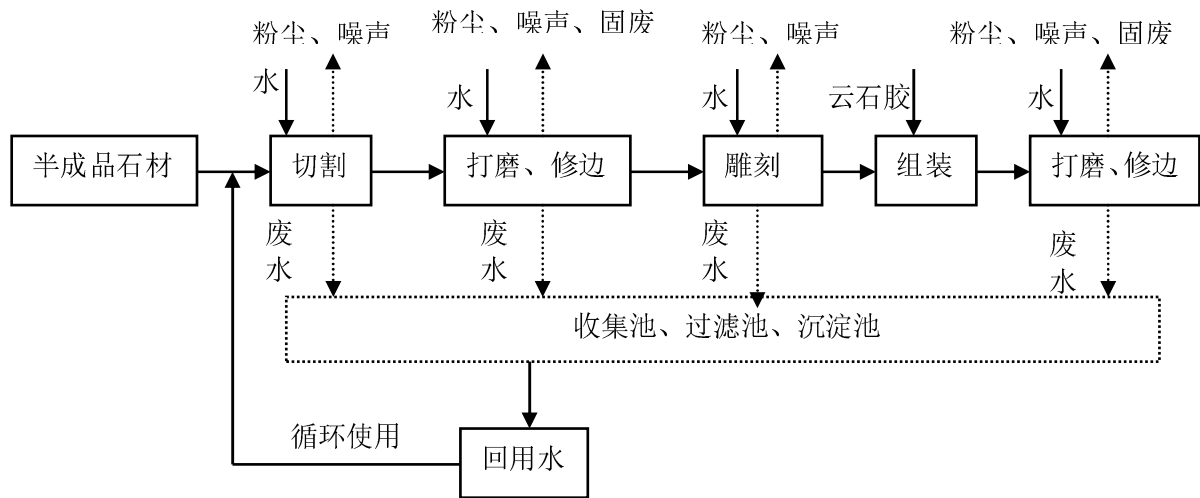 粉尘、噪声
粉尘、噪声、固废
粉尘、噪声
粉尘、噪声、固废
水
水
水
云石胶
水
半成品石材
切割
打磨、修边
雕刻
组装
打磨、修边
废
水
废
水
废
水
废
水
收集池、过滤池、沉淀池
循环使用
回用水